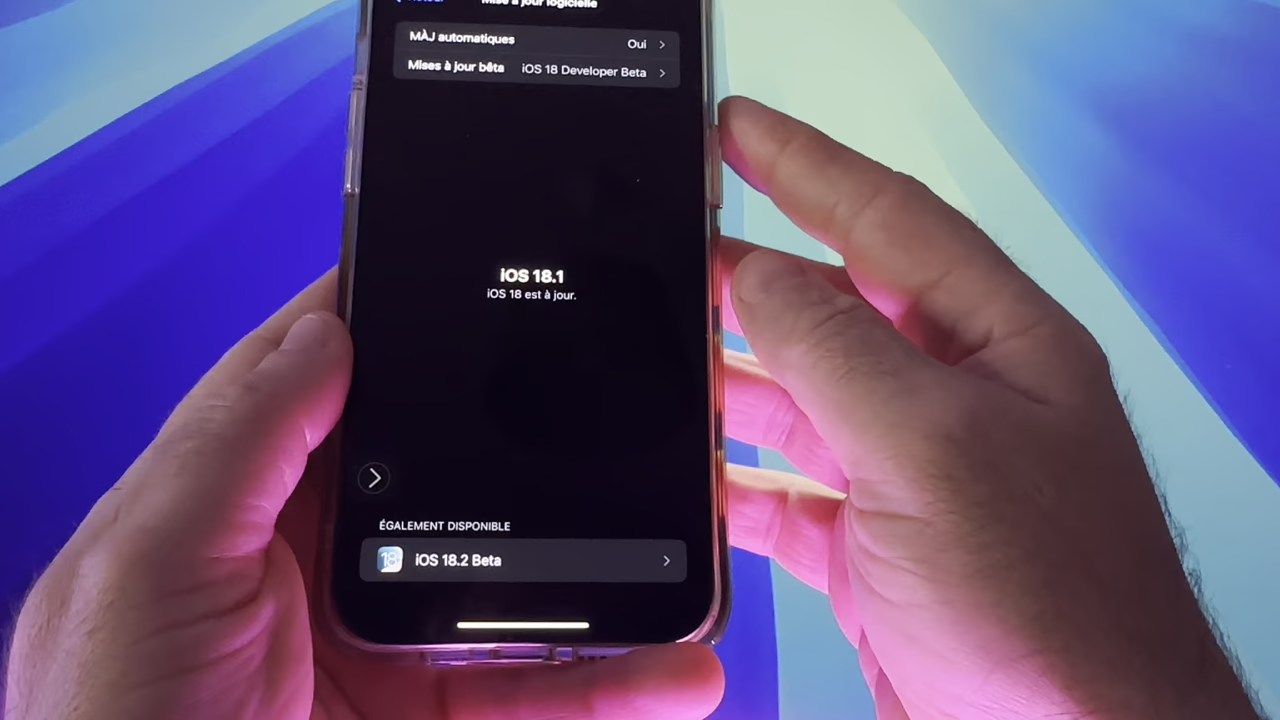 Mise à jour logicielle
MÀJ automatiques Oui
Mises à jour bêta iOS 18 Developer Beta
iOS 18.1
iOS 18 est à jour.
ÉGALEMENT DISPONIBLE
18 iOS 18.2 Beta